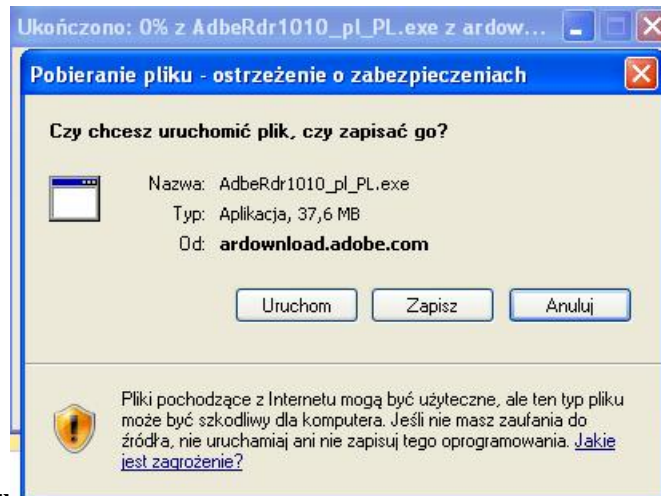 Ukończono: 0% z AdbeRdr1010_pl_PL.exe z ardow...
Pobieranie pliku - ostrzeżenie o zabezpieczeniach
Czy chcesz uruchomić plik, czy zapisać go?
Nazwa: AdbeRdr1010_pl_PL.exe
Typ: Aplikacja, 37,6 MB
Od: ardownload.adobe.com
Uruchom Zapisz Anuluj
Pliki pochodzące z Internetu mogą być użyteczne, ale ten typ pliku
może być szkodliwy dla komputera. Jeśli nie masz zaufania do
źródła, nie uruchamiaj ani nie zapisuj tego oprogramowania. Jakie
jest zagrożenie?